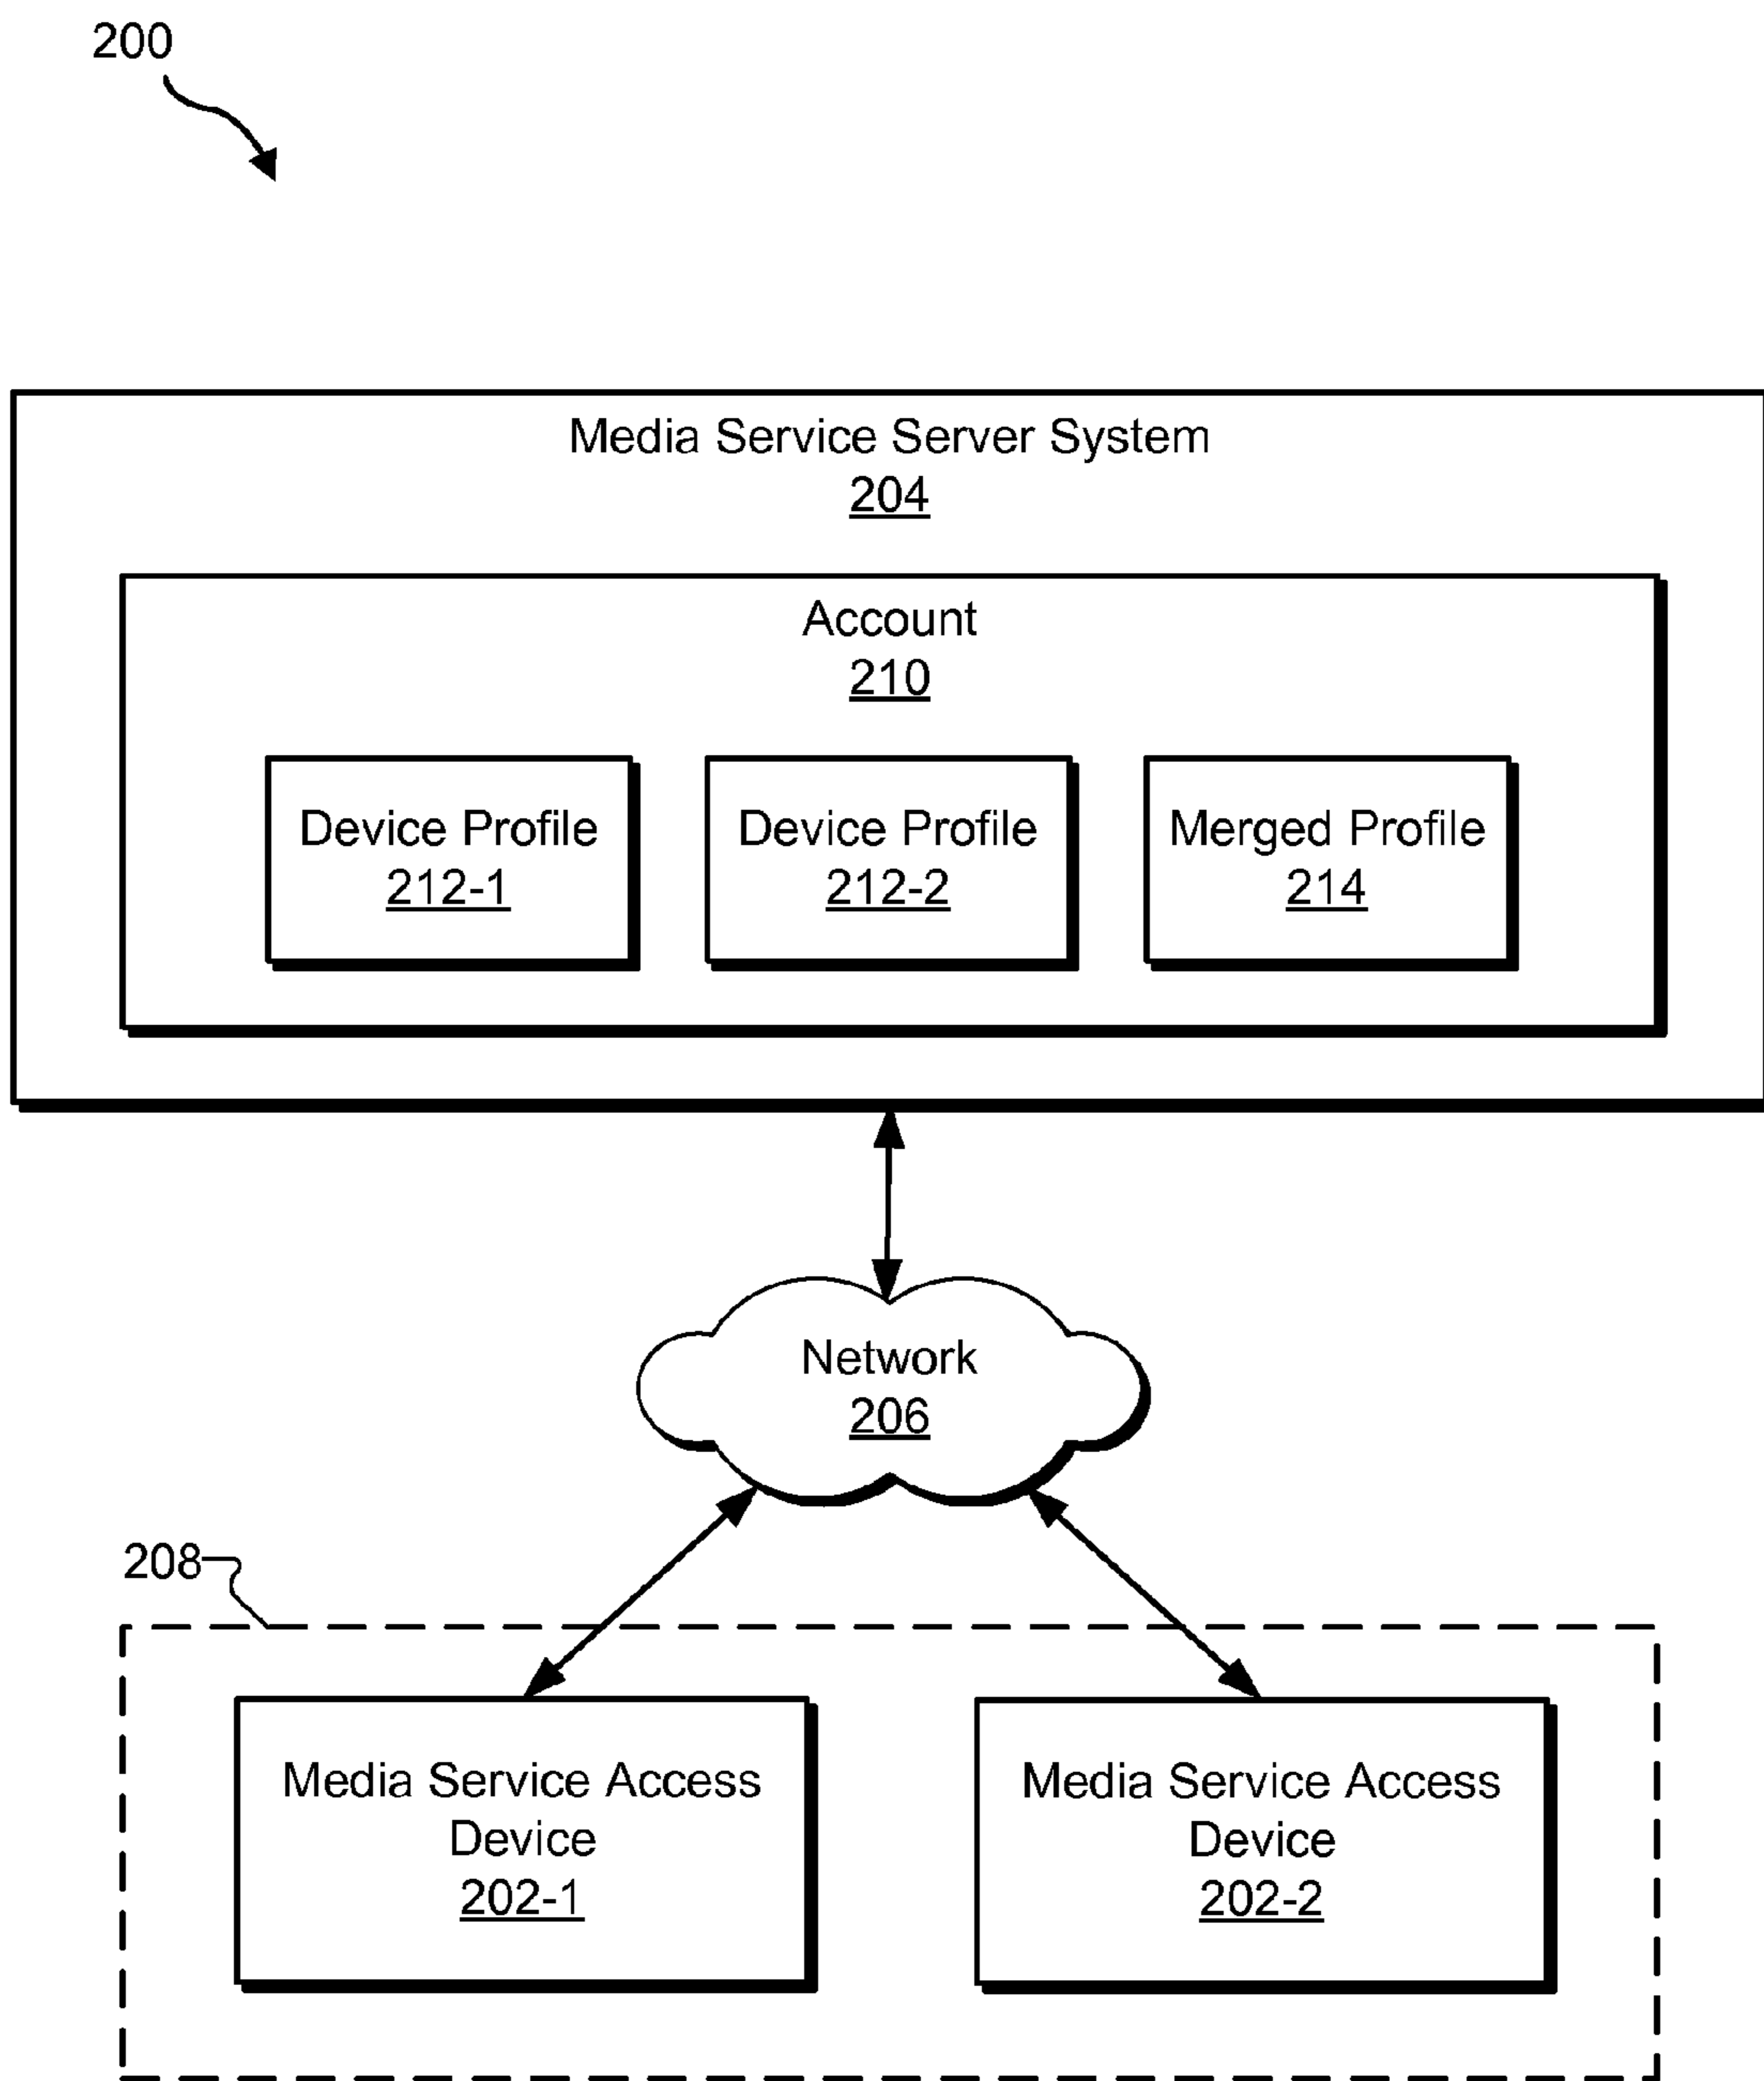 200
Media Service Server System
204
Account
210
Device Profile
212-1
Device Profile
212-2
Merged Profile
214
Network
206
208
Media Service Access
Device
202-1
Media Service Access
Device
202-2